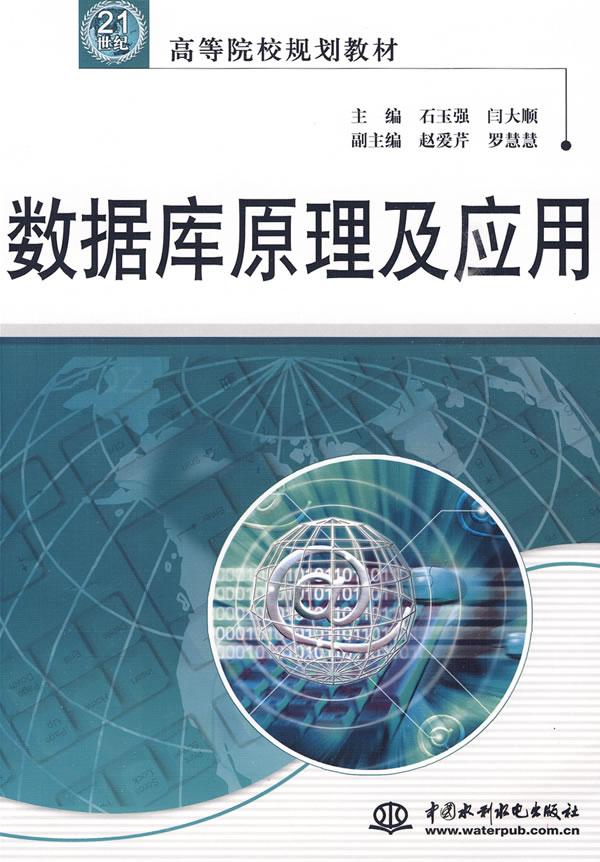 21
世纪
高等院校规划教材
主 编 石玉强 闫大顺
副主编 赵爱芹 罗慧慧
数据库原理及应用
中国水利水电出版社
www.waterpub.com.cn